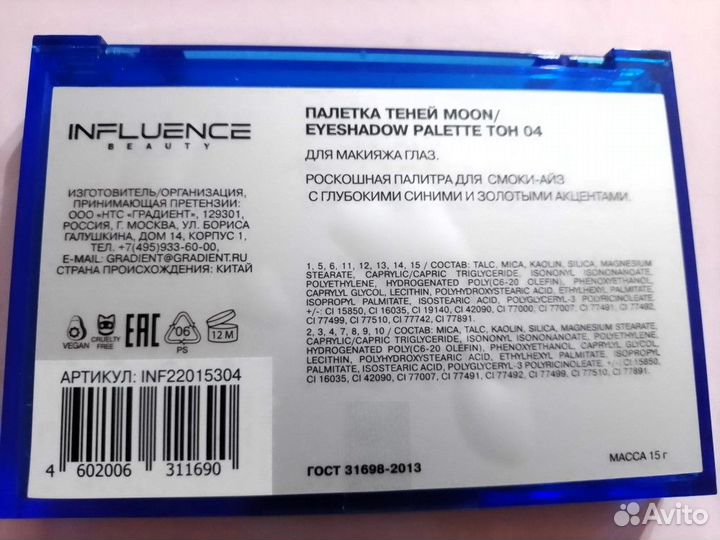 INFLUENCE
BEAUTY
ИЗГОТОВИТЕЛЬ/ОРГАНИЗАЦИЯ,
ПРИНИМАЮЩАЯ ПРЕТЕНЗИИ:
ООО «НТС «ГРАДИЕНТ», 129301,
РОССИЯ, Г. МОСКВА, УЛ. БОРИСА
ГАЛУШКИНА, ДОМ 14, КОРПУС 1,
ТЕЛ. +7(495)933-60-00,
E-MAIL: GRADIENT@GRADIENT.RU
СТРАНА ПРОИСХОЖДЕНИЯ: КИТАЙ
VEGAN
CRUELTY
FREE
EAC
06
PS
12 M
АРТИКУЛ: INF22015304
4 602006 311690
ПАЛЕТКА ТЕНЕЙ MOON/
EYESHADOW PALETTE ТОН 04
ДЛЯ МАКИЯЖА ГЛАЗ.
РОСКОШНАЯ ПАЛИТРА ДЛЯ СМОКИ-АЙЗ
С ГЛУБОКИМИ СИНИМИ И ЗОЛОТЫМИ АКЦЕНТАМИ.
1, 5, 6, 11, 12, 13, 14, 15 / СОСТАВ: TALC, MICA, KAOLIN, SILICA, MAGNESIUM
STEARATE, CAPRYLIC/CAPRIC TRIGLYCERIDE, ISONONYL ISONONANOATE,
POLYETHYLENE, HYDROGENATED POLY(C6-20 OLEFIN), PHENOXYETHANOL,
CAPRYLYL GLYCOL, LECITHIN, POLYHYDROXYSTEARIC ACID, ETHYLHEXYL PALMITATE,
ISOPROPYL PALMITATE, ISOSTEARIC ACID, POLYGLYCERYL-3 POLYRICINOLEATE.
+/-: CI 15850, CI 16035, CI 19140, CI 42090, CI 77000, CI 77007, CI 77491, CI 77492,
CI 77499, CI 77510, CI 77742, CI 77891.
2, 3, 4, 7, 8, 9, 10 / СОСТАВ: MICA, TALC, KAOLIN, SILICA, MAGNESIUM STEARATE,
CAPRYLIC/CAPRIC TRIGLYCERIDE, ISONONYL ISONONANOATE, POLYETHYLENE,
HYDROGENATED POLY(C6-20 OLEFIN), PHENOXYETHANOL, CAPRYLYL GLYCOL,
LECITHIN, POLYHYDROXYSTEARIC ACID, ETHYLHEXYL PALMITATE, ISOPROPYL
PALMITATE, ISOSTEARIC ACID, POLYGLYCERYL-3 POLYRICINOLEATE. +/-: CI 15850,
CI 16035, CI 42090, CI 77007, CI 77491, CI 77492, CI 77499, CI 77510, CI 77891.
ГОСТ 31698-2013
МАССА 15 г
Avito